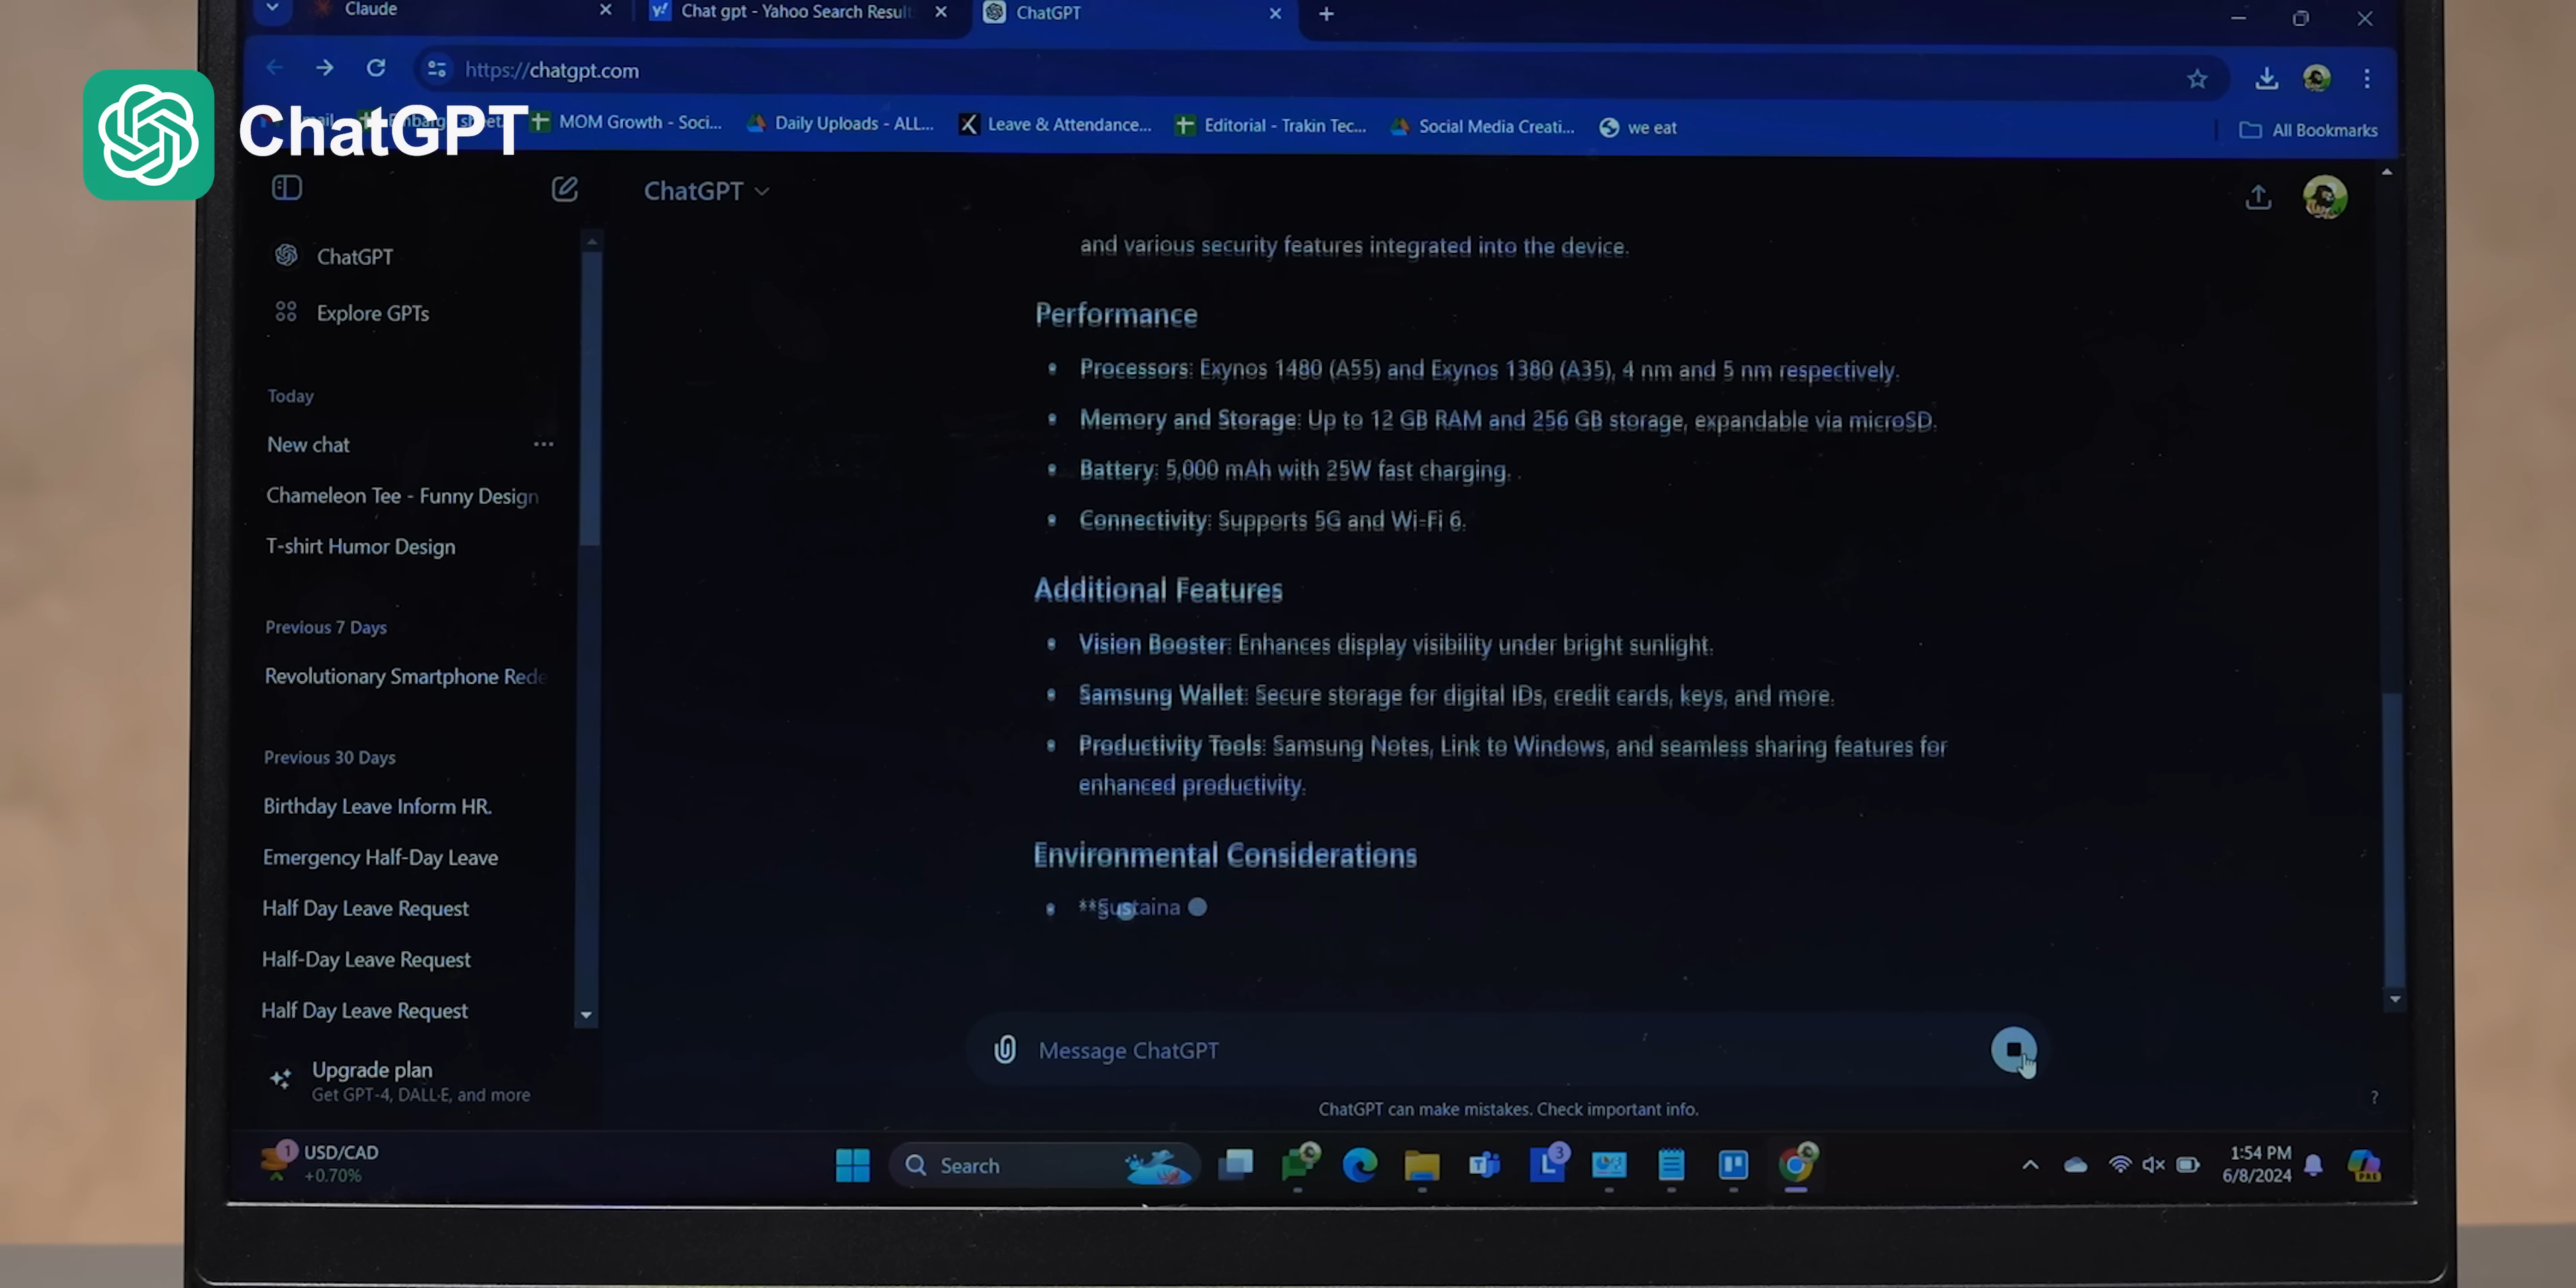 Claude
Chat gpt - Yahoo Search Result
ChatGPT
https://chatgpt.com
ChatGPT
MOM Growth - Soci...
Daily Uploads - ALL...
Leave & Attendance...
Editorial - Trakin Tec...
Social Media Creati...
we eat
All Bookmarks
ChatGPT
ChatGPT
Explore GPTs
Today
New chat
Chameleon Tee - Funny Design
T-shirt Humor Design
Previous 7 Days
Revolutionary Smartphone Rede
Previous 30 Days
Birthday Leave Inform HR.
Emergency Half-Day Leave
Half Day Leave Request
Half-Day Leave Request
Half Day Leave Request
Upgrade plan
Get GPT-4, DALL·E, and more
and various security features integrated into the device.
Performance
• Processors: Exynos 1480 (A55) and Exynos 1380 (A35), 4 nm and 5 nm respectively.
• Memory and Storage: Up to 12 GB RAM and 256 GB storage, expandable via microSD.
• Battery: 5,000 mAh with 25W fast charging.
• Connectivity: Supports 5G and Wi-Fi 6.
Additional Features
• Vision Booster: Enhances display visibility under bright sunlight.
• Samsung Wallet: Secure storage for digital IDs, credit cards, keys, and more.
• Productivity Tools: Samsung Notes, Link to Windows, and seamless sharing features for
enhanced productivity.
Environmental Considerations
• **Sustaina
Message ChatGPT
ChatGPT can make mistakes. Check important info.
?
1
USD/CAD
+0.70%
Search
3
1:54 PM
6/8/2024
PRE